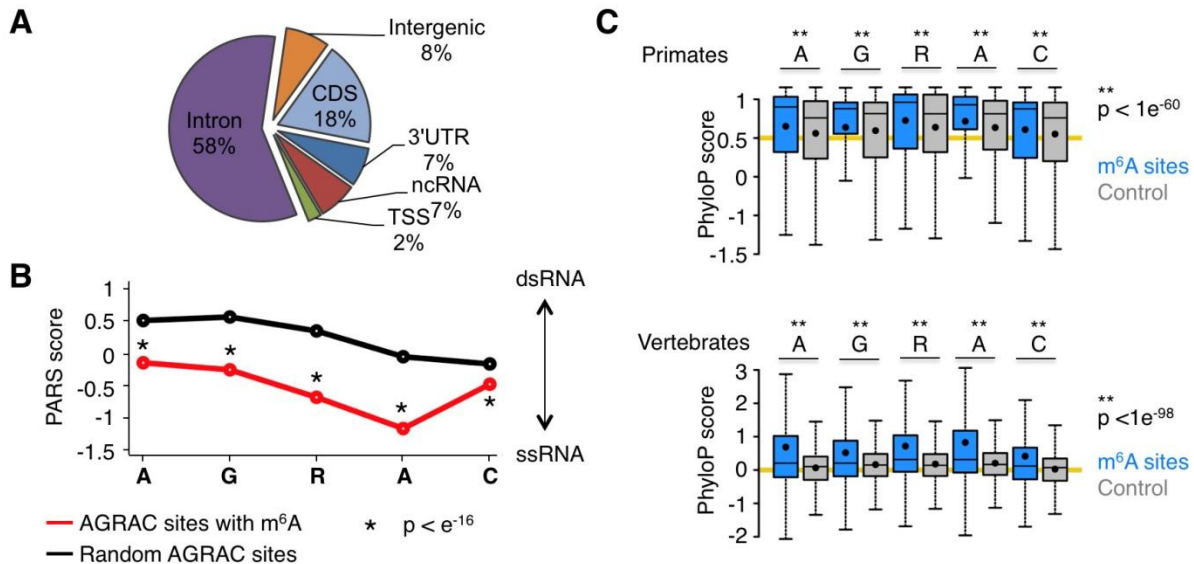 A
Intergenic
8%
CDS
18%
Intron
58%
3'UTR
7%
ncRNA
7%
TSS
2%
B
PARS score
1
0.5
0
-0.5
-1
-1.5
*
*
*
*
*
A G R A C
dsRNA
ssRNA
AGRAC sites with m⁶A
* p < e⁻¹⁶
Random AGRAC sites
C
Primates
** ** ** ** **
A G R A C
PhyloP score
1
0.5
0
-1
-1.5
**
p < 1e⁻⁶⁰
m⁶A sites
Control
Vertebrates
** ** ** ** **
A G R A C
PhyloP score
3
2
1
0
-1
-2
**
p <1e⁻⁹⁸
m⁶A sites
Control